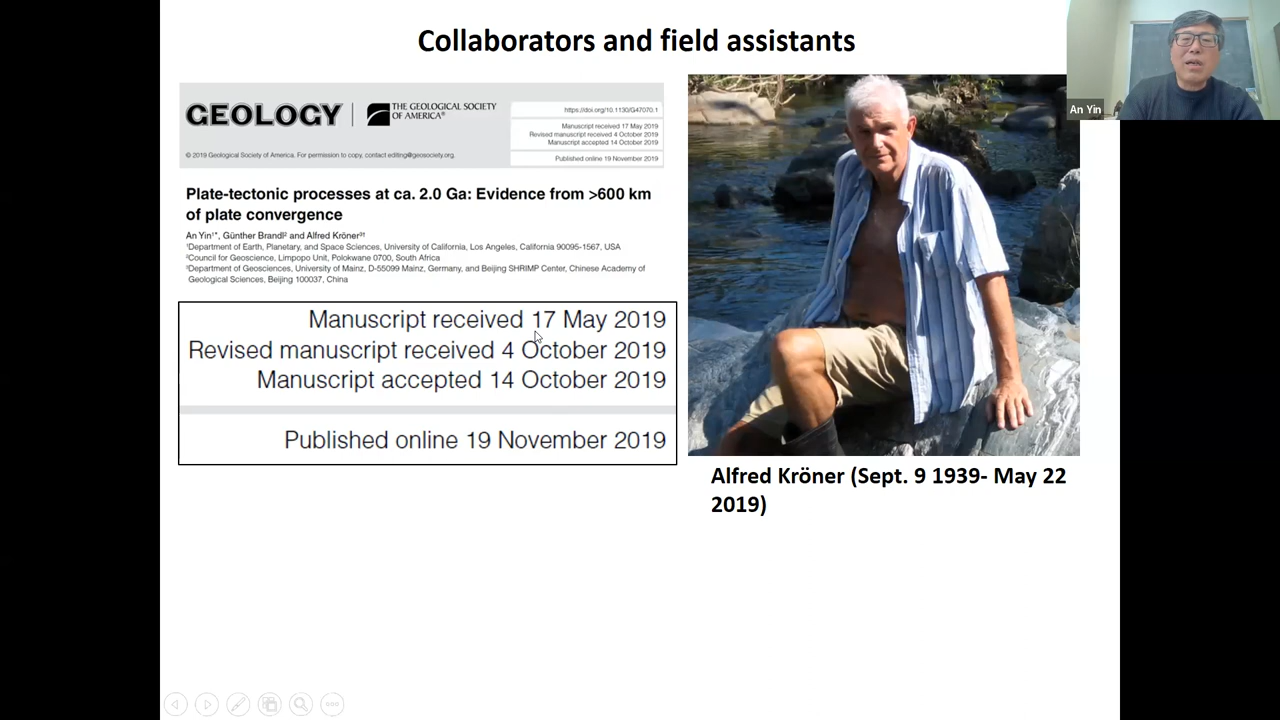 Collaborators and field assistants
An Yin
GEOLOGY
THE GEOLOGICAL SOCIETY
OF AMERICA®
https://doi.org/10.1130/G47070.1
Manuscript received 17 May 2019
Revised manuscript received 4 October 2019
Manuscript accepted 14 October 2019
Published online 19 November 2019
© 2019 Geological Society of America. For permission to copy, contact editing@geosociety.org.
Plate-tectonic processes at ca. 2.0 Ga: Evidence from >600 km
of plate convergence
An Yin¹*, Günther Brandl² and Alfred Kröner³†
¹Department of Earth, Planetary, and Space Sciences, University of California, Los Angeles, California 90095-1567, USA
²Council for Geoscience, Limpopo Unit, Polokwane 0700, South Africa
³Department of Geosciences, University of Mainz, D-55099 Mainz, Germany, and Beijing SHRIMP Center, Chinese Academy of
Geological Sciences, Beijing 100037, China
Manuscript received 17 May 2019
Revised manuscript received 4 October 2019
Manuscript accepted 14 October 2019
Published online 19 November 2019
Alfred Kröner (Sept. 9 1939- May 22
2019)